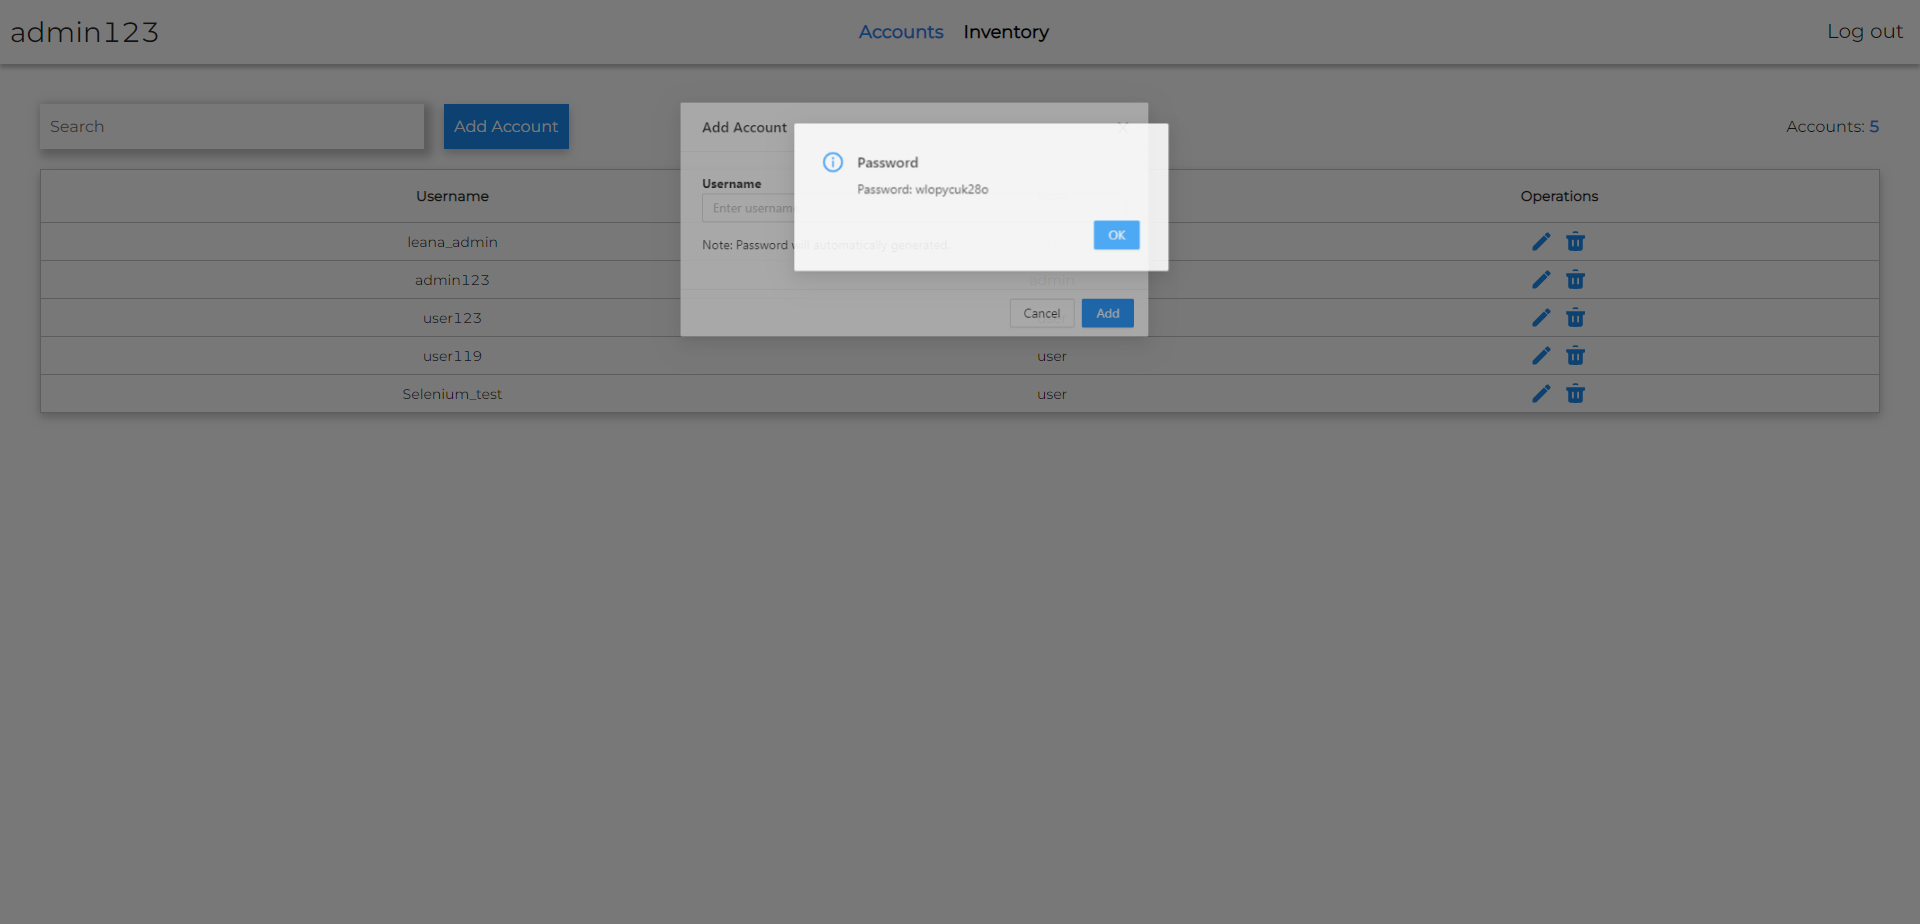 admin123
Accounts Inventory
Log out
Search
Add Account
Accounts: 5
Add Account
Username
Enter username
Note: Password will automatically generated.
Cancel Add
Password
Password: wlopycuk28o
OK
Username Operations
leana_admin
admin123 admin
user123
user119 user
Selenium_test user